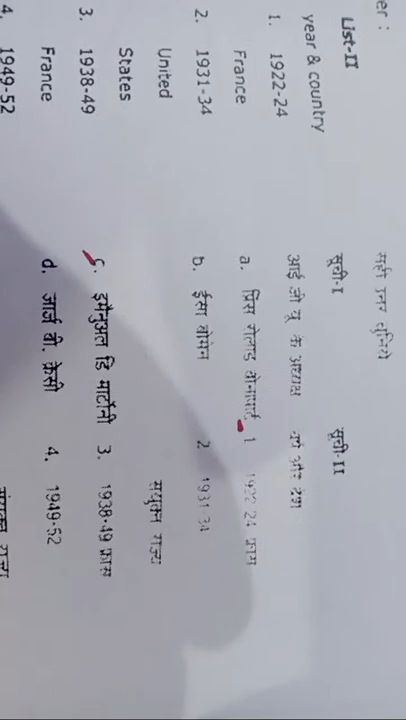 er :
List-II
year & country
1. 1922-24
France
2. 1931-34
United
States
3. 1938-49
France
4. 1949-52
सही उत्तर चुनिये
सूची-I सूची-II
आई जी यू के अध्यक्ष वर्ष और देश
a. प्रिंस रोलांड बोनापार्ट 1 1922 24 फ्रांस
b. ईसा बोमेन 2 1931 34
संयुक्त राज्य
c. इमैनुअल डि मार्टोनी 3. 1938-49 फ्रांस
d. जार्ज बी. क्रेसी 4. 1949-52
संयुक्त राज्य